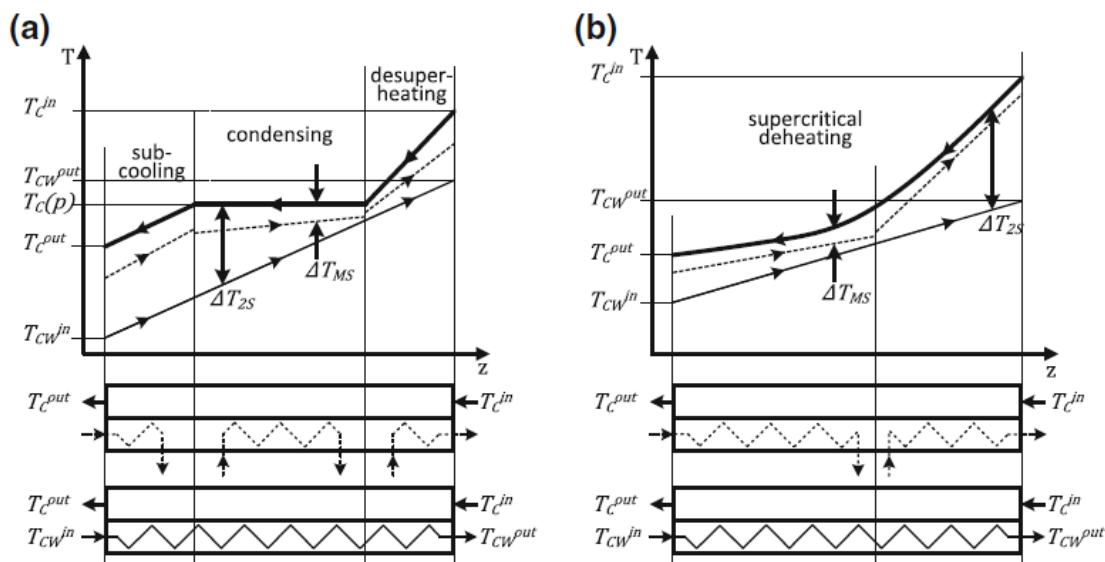 (a)
T
desuper-
heating
T_C^in
condensing
sub-
cooling
T_CW^out
T_C(p)
T_C^out
ΔT_MS
ΔT_2S
T_CW^in
z
T_C^out
T_C^in
T_C^out
T_C^in
T_CW^in
T_CW^out
(b)
T
T_C^in
supercritical
deheating
T_CW^out
T_C^out
ΔT_2S
ΔT_MS
T_CW^in
z
T_C^out
T_C^in
T_C^out
T_C^in
T_CW^in
T_CW^out